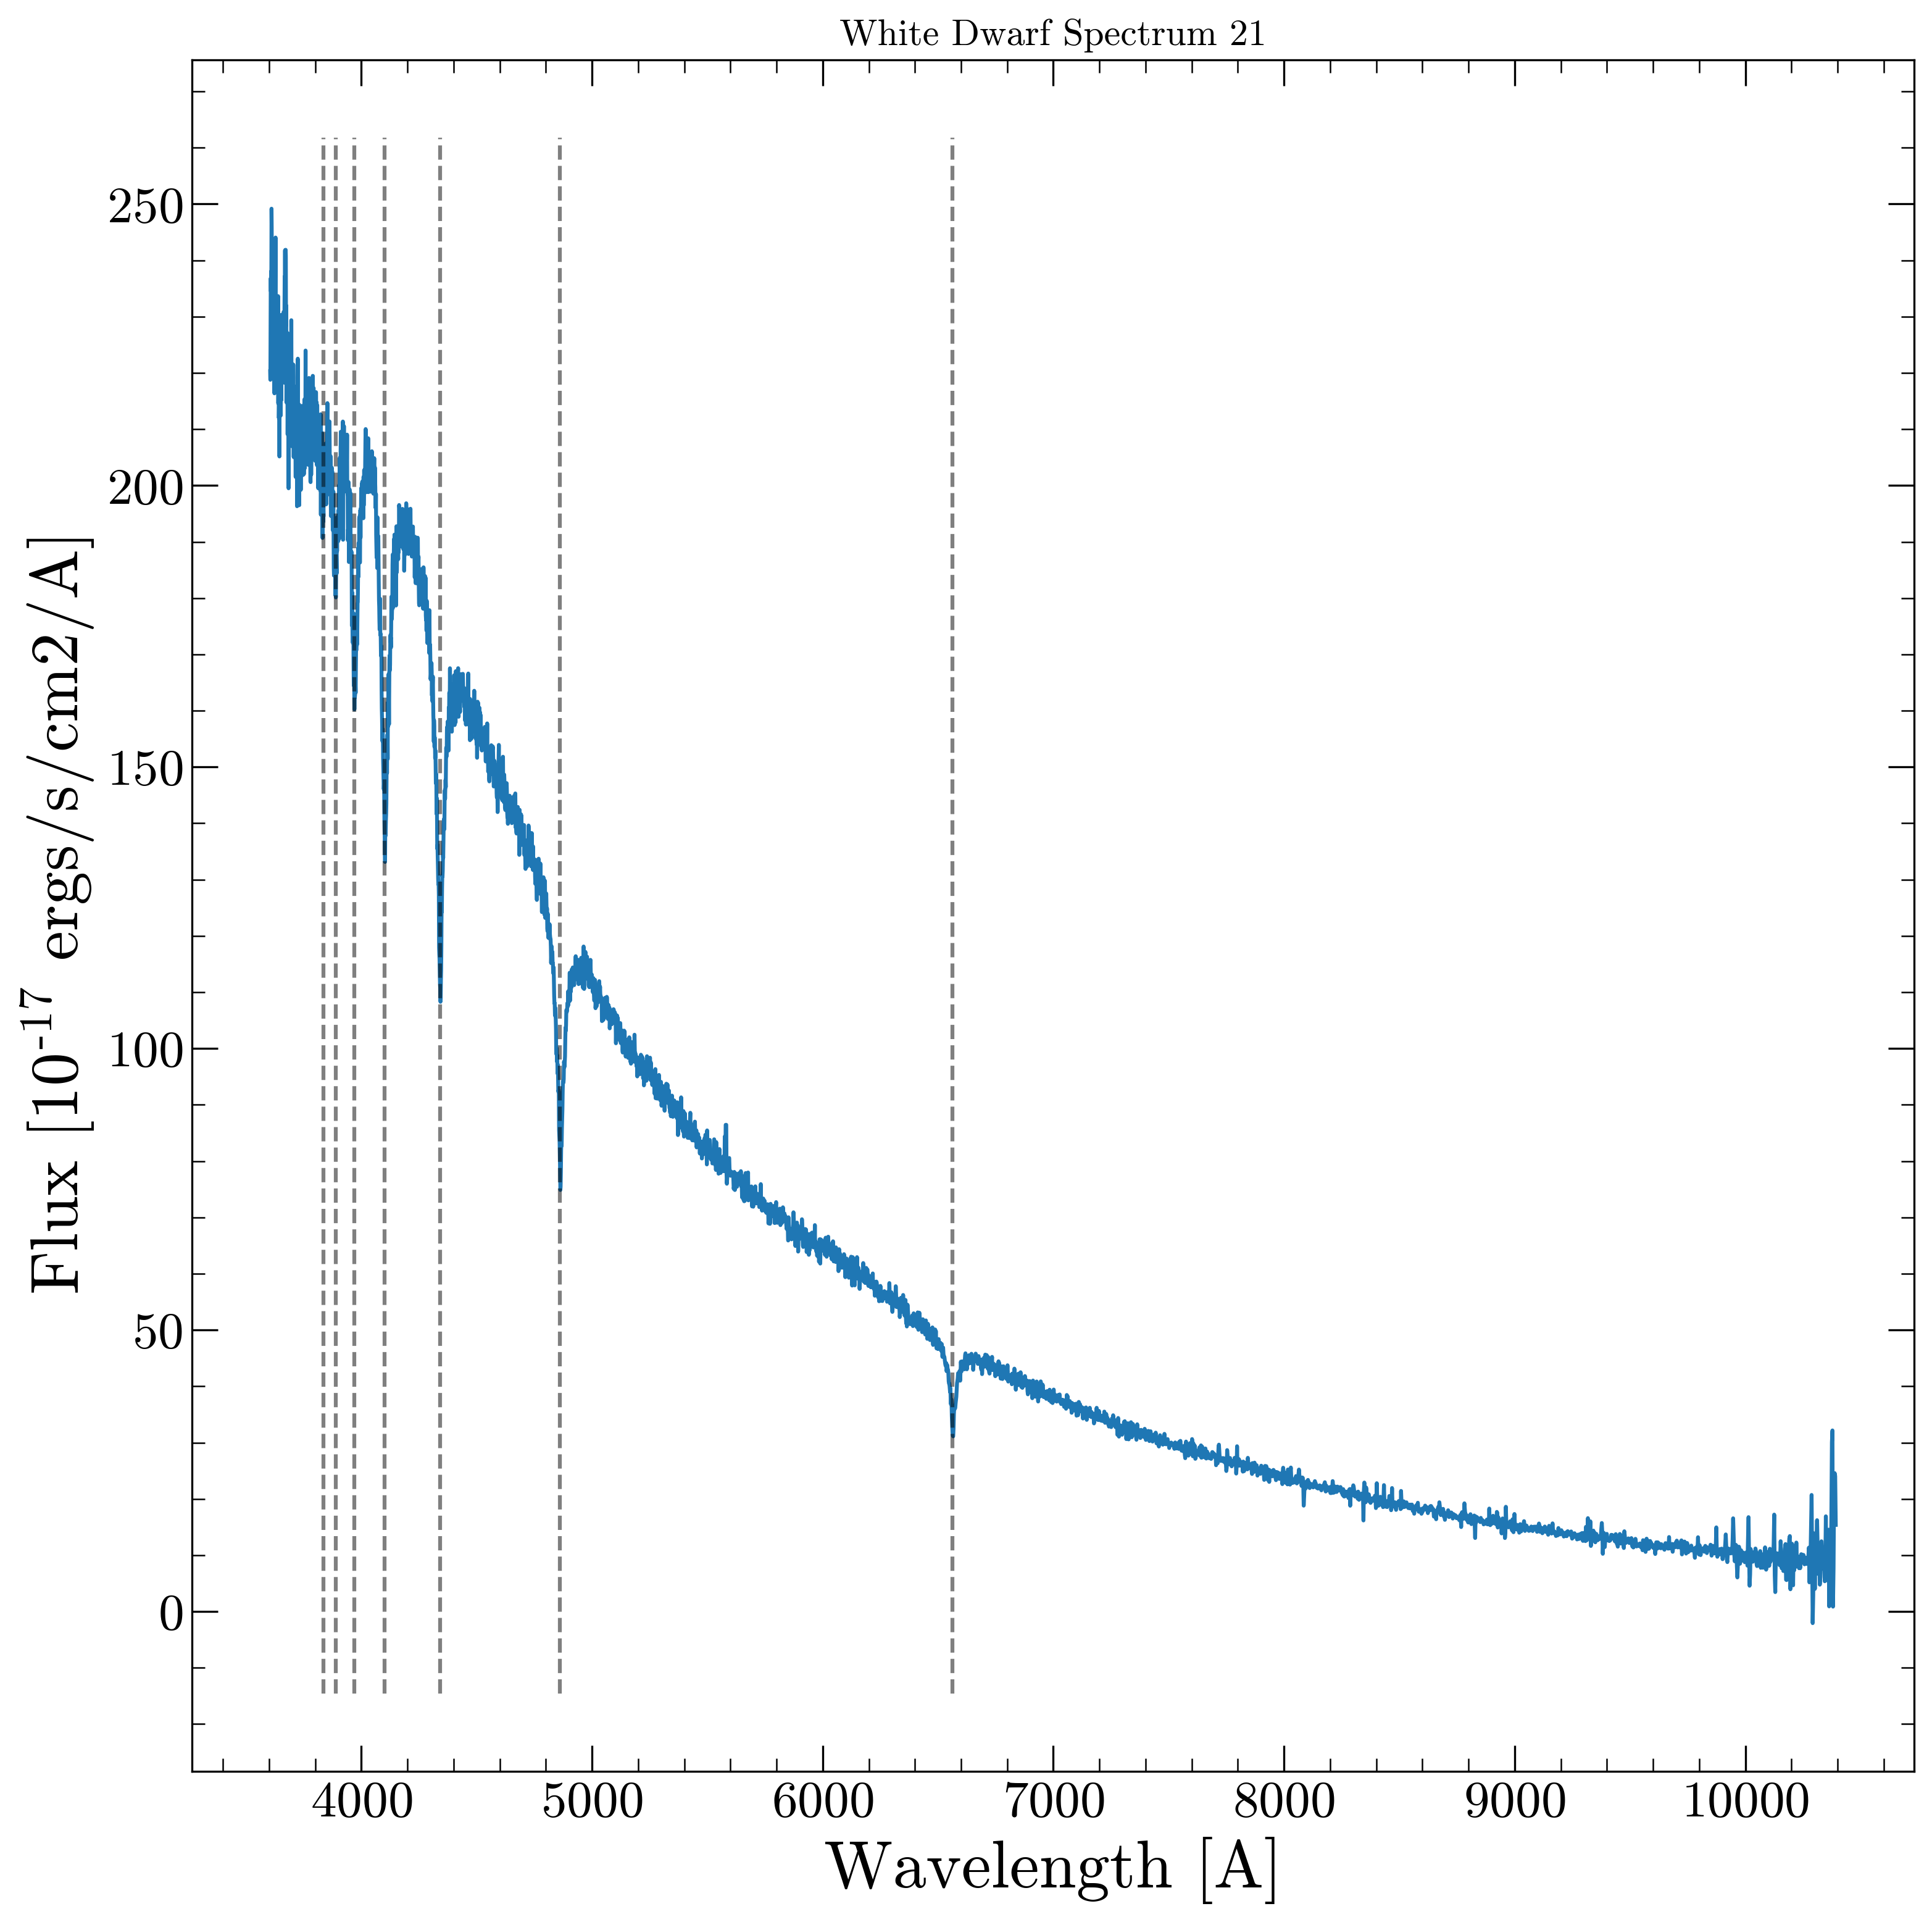 White Dwarf Spectrum 21
250
200
150
100
50
0
Flux [10⁻¹⁷ ergs/s/cm2/A]
4000 5000 6000 7000 8000 9000 10000
Wavelength [A]